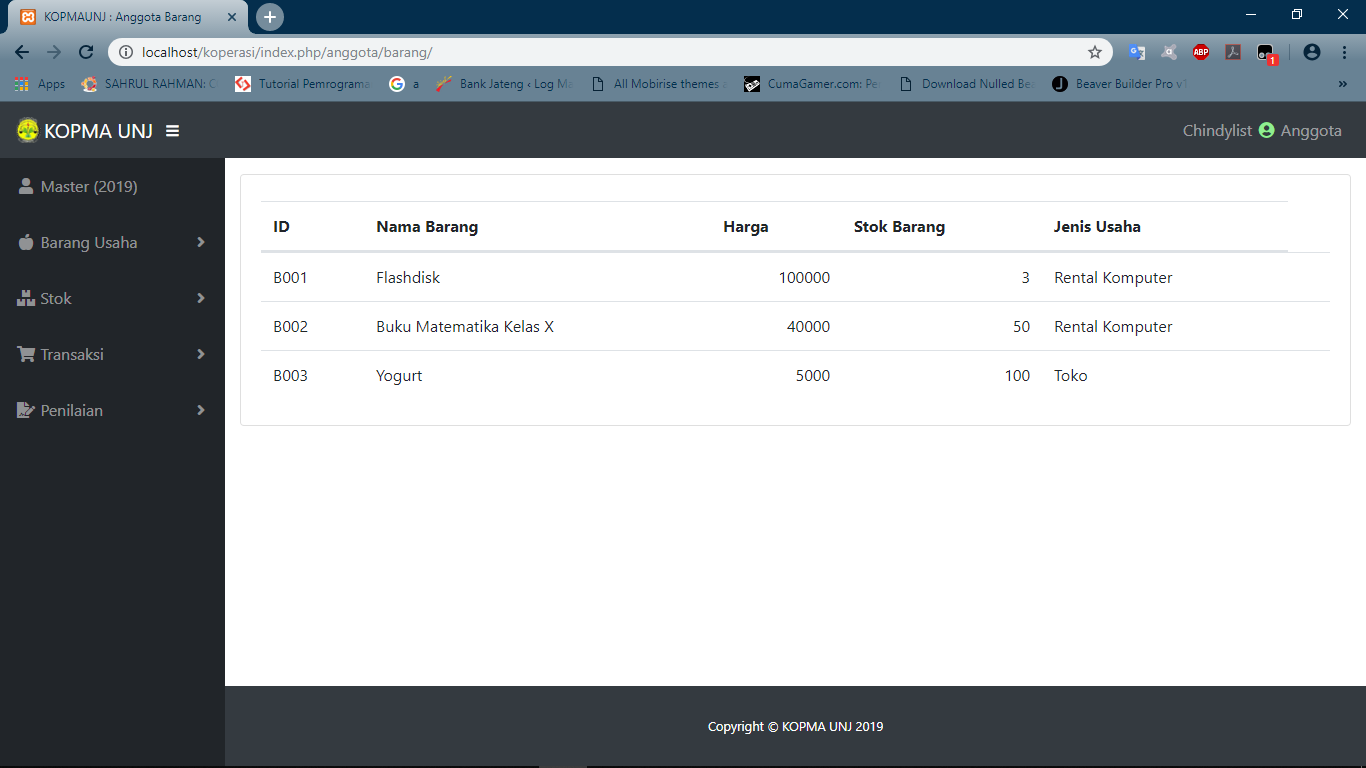 KOPMAUNJ : Anggota Barang
localhost/koperasi/index.php/anggota/barang/
Apps SAHRUL RAHMAN: Tutorial Pemrograma a Bank Jateng ‹ Log Ma All Mobirise themes CumaGamer.com: Pe Download Nulled Be Beaver Builder Pro v1 »
ABP 1
KOPMA UNJ Chindylist Anggota
Master (2019)
Barang Usaha
Stok
Transaksi
Penilaian
ID Nama Barang Harga Stok Barang Jenis Usaha
B001 Flashdisk 100000 3 Rental Komputer
B002 Buku Matematika Kelas X 40000 50 Rental Komputer
B003 Yogurt 5000 100 Toko
Copyright © KOPMA UNJ 2019